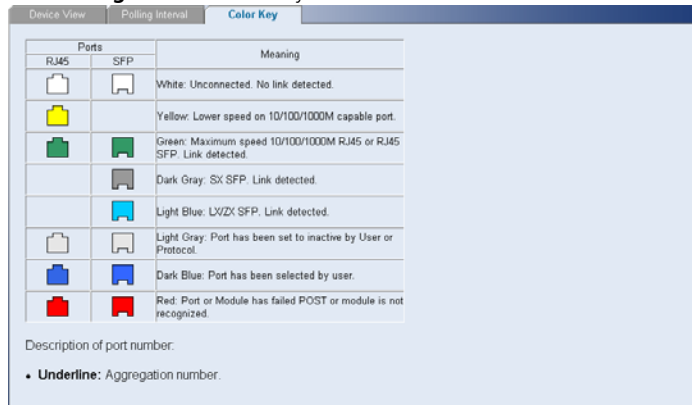 Device View Polling Interval Color Key
Ports Meaning
RJ45 SFP
White: Unconnected. No link detected.
Yellow: Lower speed on 10/100/1000M capable port.
Green: Maximum speed 10/100/1000M RJ45 or RJ45
SFP. Link detected.
Dark Gray: SX SFP. Link detected.
Light Blue: LX/ZX SFP. Link detected.
Light Gray: Port has been set to inactive by User or
Protocol.
Dark Blue: Port has been selected by user.
Red: Port or Module has failed POST or module is not
recognized.
Description of port number:
• Underline: Aggregation number.